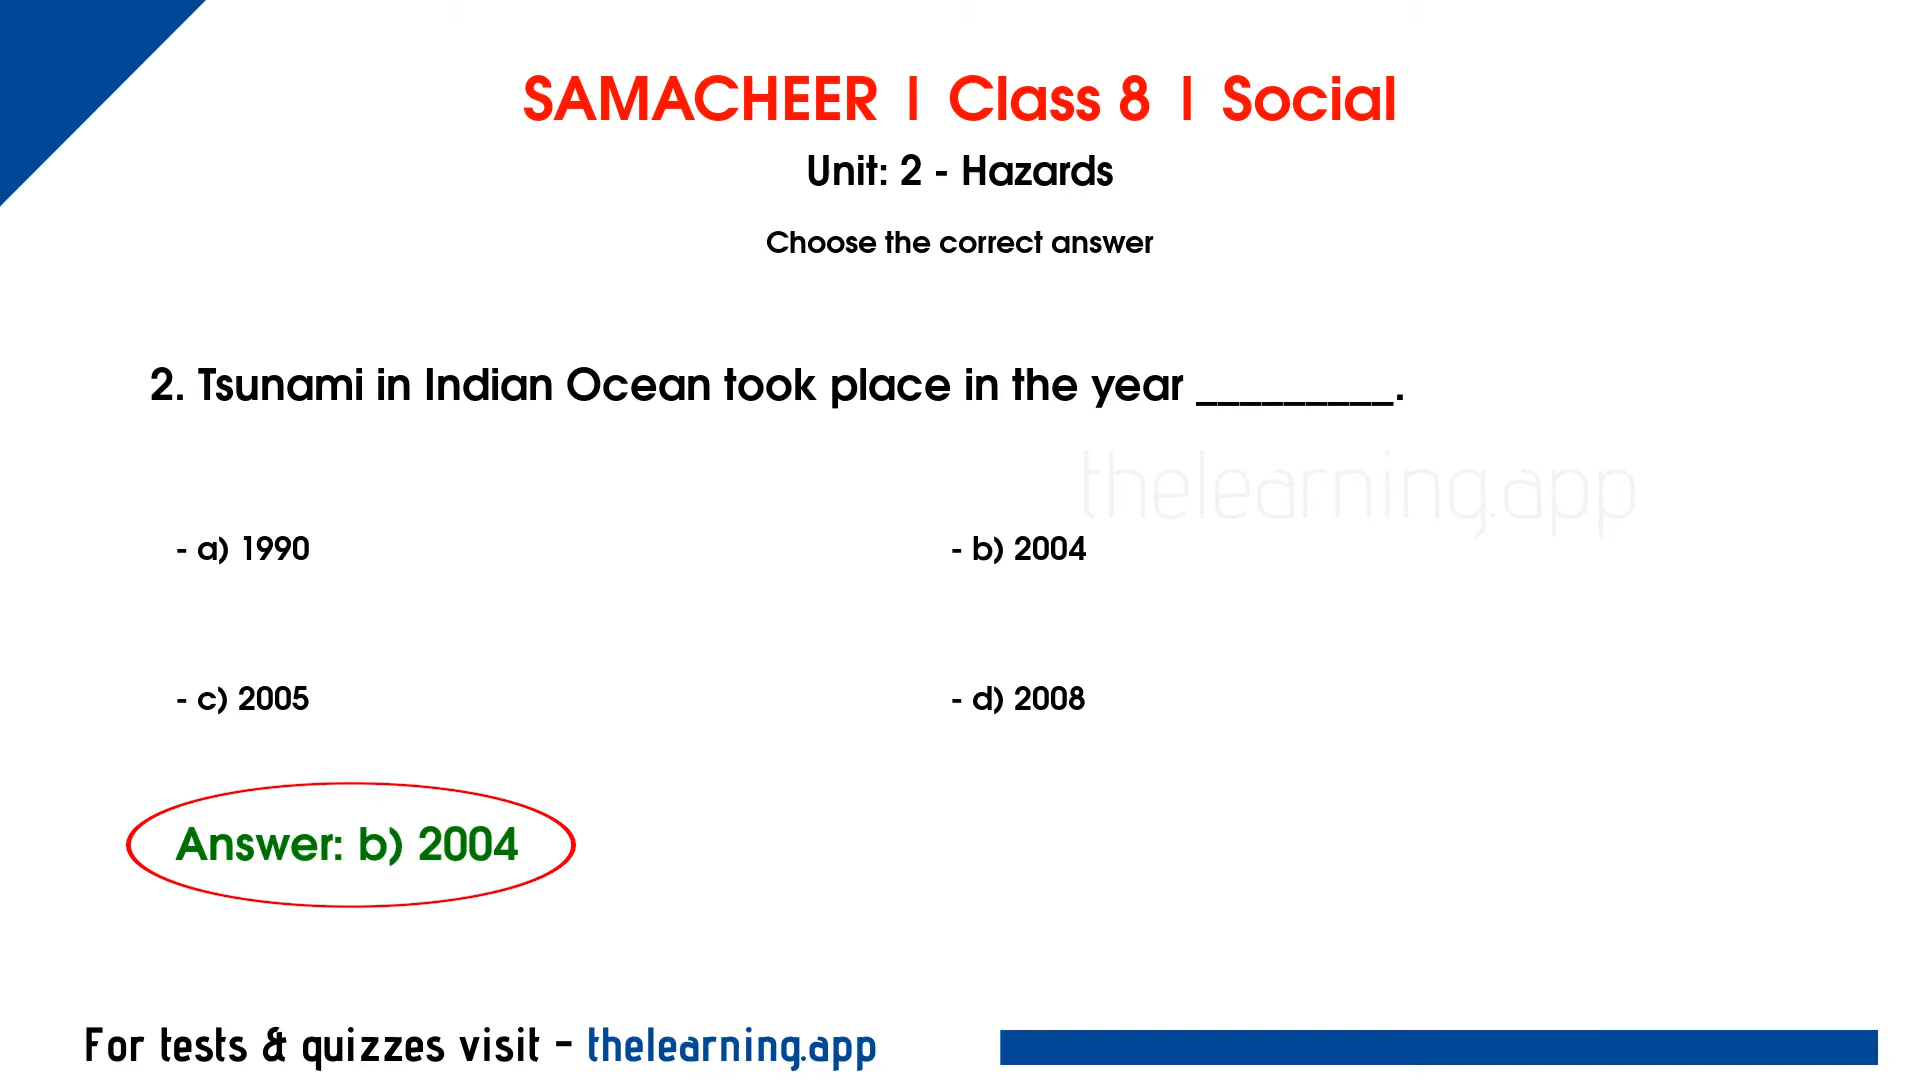 SAMACHEER | Class 8 | Social
Unit: 2 - Hazards
Choose the correct answer
2. Tsunami in Indian Ocean took place in the year _________.
thelearning.app
- a) 1990
- b) 2004
- c) 2005
- d) 2008
Answer: b) 2004
For tests & quizzes visit - thelearning.app